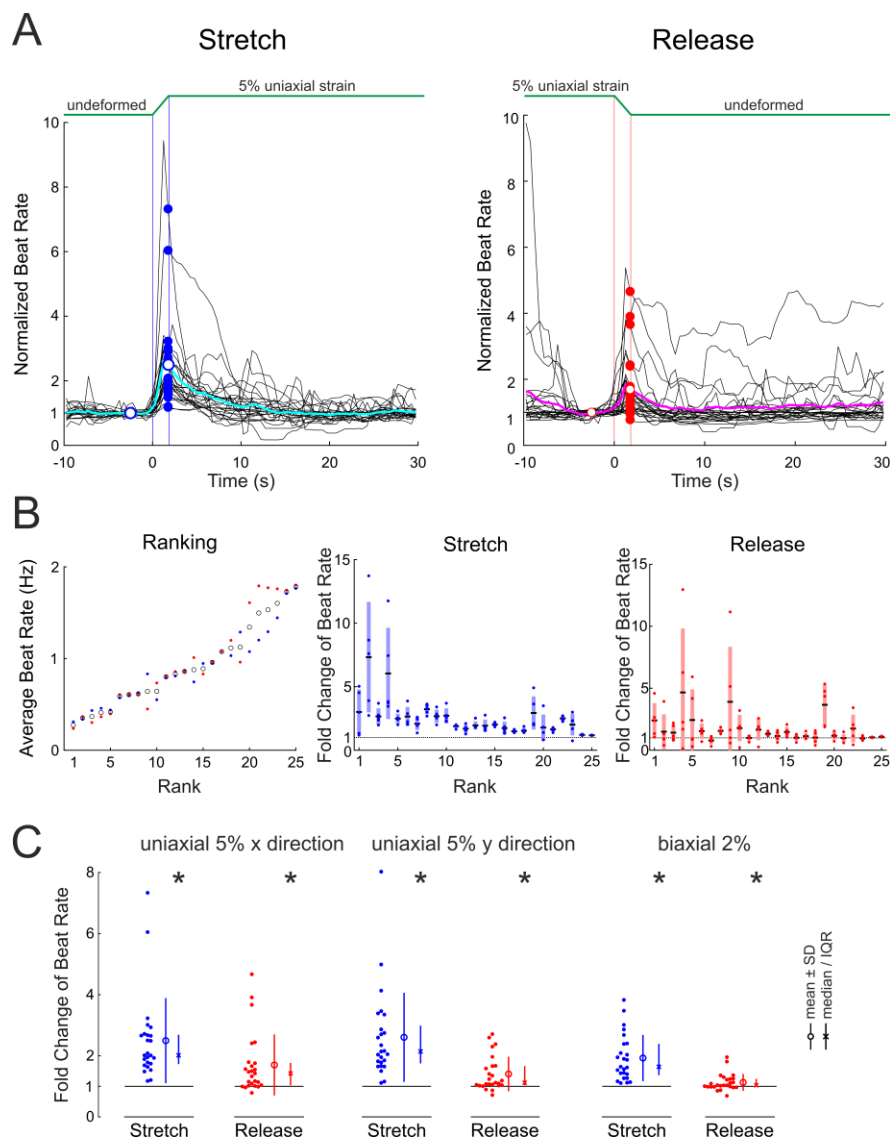 A
Stretch
Release
undeformed
5% uniaxial strain
5% uniaxial strain
undeformed
Normalized Beat Rate
10
8
6
4
2
1
0
-10
0
10
20
30
Time (s)
Normalized Beat Rate
10
8
6
4
2
1
0
-10
0
10
20
30
Time (s)
B
Ranking
Stretch
Release
Average Beat Rate (Hz)
2
1
0
1
5
10
15
20
25
Rank
Fold Change of Beat Rate
15
10
5
1
1
5
10
15
20
25
Rank
Fold Change of Beat Rate
15
10
5
1
1
5
10
15
20
25
Rank
C
uniaxial 5% x direction
uniaxial 5% y direction
biaxial 2%
* * * * * *
Fold Change of Beat Rate
8
6
4
2
1
0
Stretch
Release
Stretch
Release
Stretch
Release
mean ± SD
median / IQR